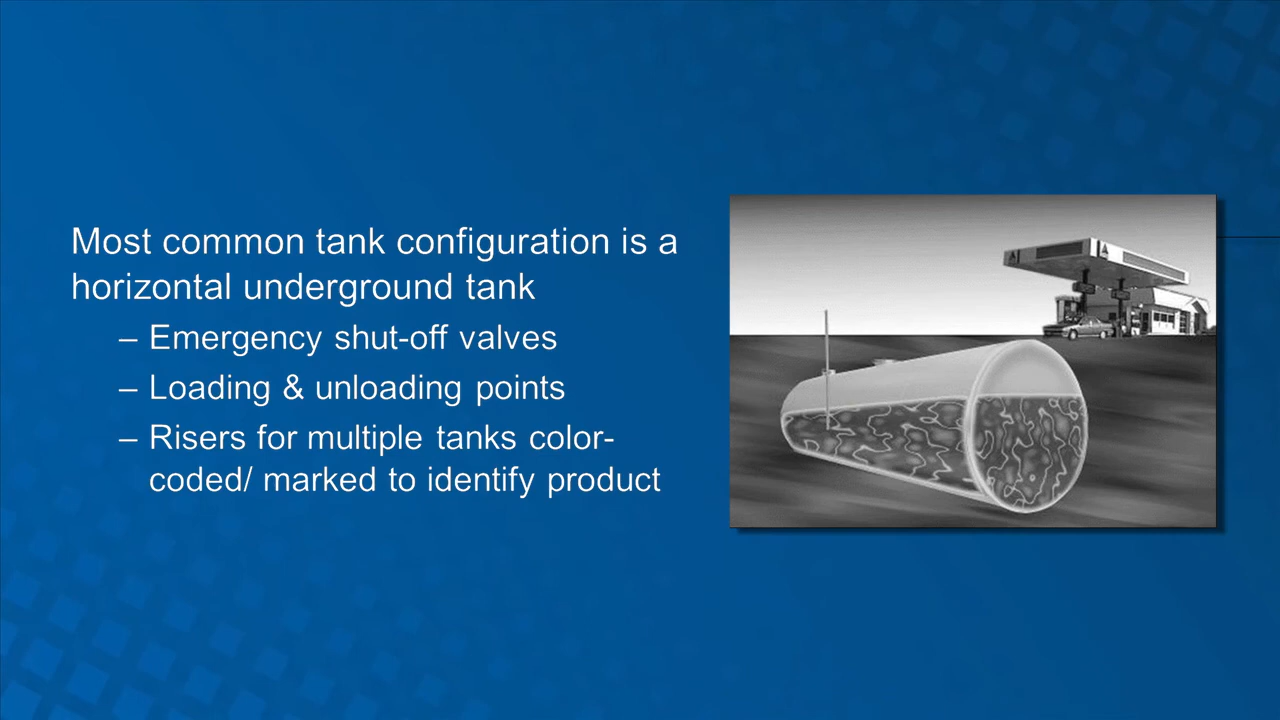 Most common tank configuration is a
horizontal underground tank
– Emergency shut-off valves
– Loading & unloading points
– Risers for multiple tanks color-
coded/ marked to identify product